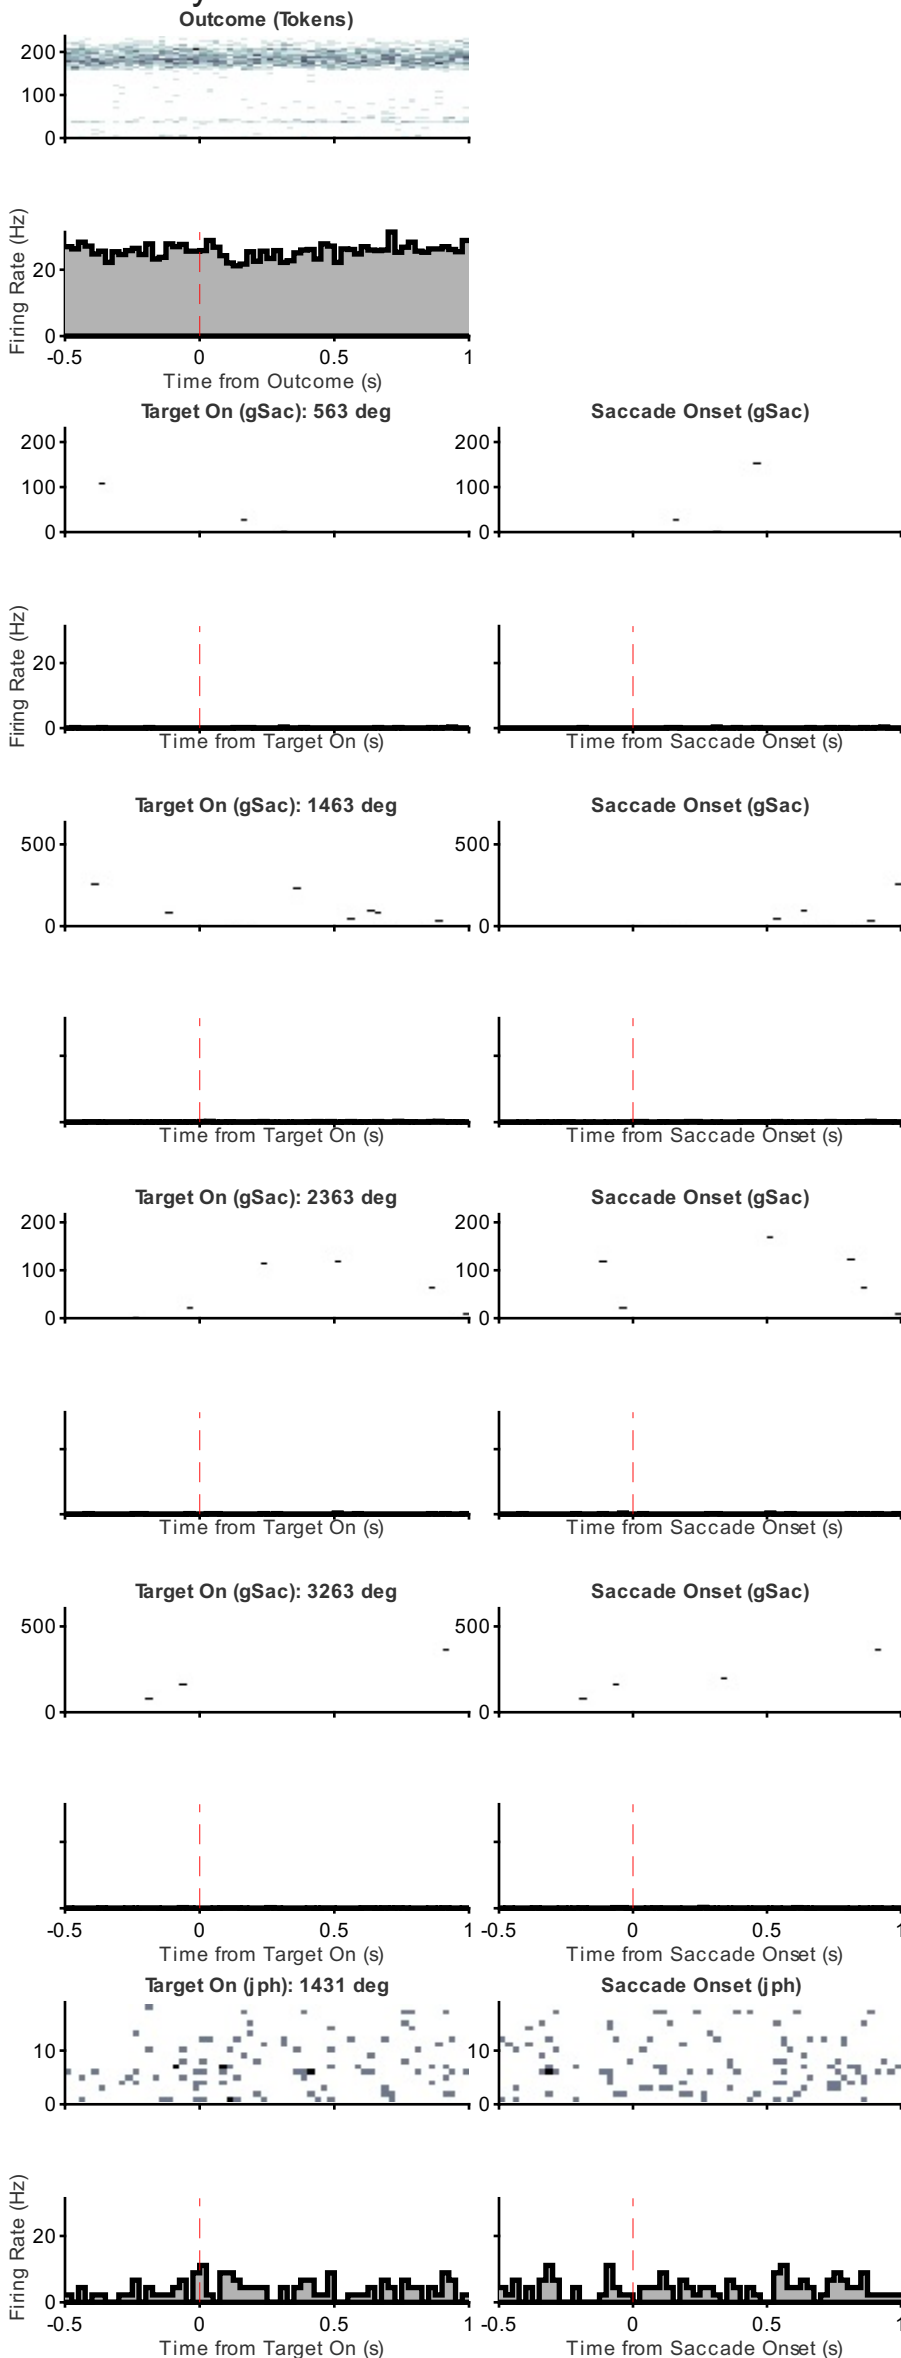 Outcome (Tokens)
200
100
0
Firing Rate (Hz)
20
0
-0.5 0 0.5 1
Time from Outcome (s)
Target On (gSac): 563 deg Saccade Onset (gSac)
200 200
100 100
0 0
Firing Rate (Hz)
20
0
Time from Target On (s) Time from Saccade Onset (s)
Target On (gSac): 1463 deg Saccade Onset (gSac)
500 500
0 0
Time from Target On (s) Time from Saccade Onset (s)
Target On (gSac): 2363 deg Saccade Onset (gSac)
200 200
100 100
0 0
Time from Target On (s) Time from Saccade Onset (s)
Target On (gSac): 3263 deg Saccade Onset (gSac)
500 500
0 0
-0.5 0 0.5 1 -0.5 0 0.5 1
Time from Target On (s) Time from Saccade Onset (s)
Target On (jph): 1431 deg Saccade Onset (jph)
10 10
0 0
Firing Rate (Hz)
20
0
-0.5 0 0.5 1 -0.5 0 0.5 1
Time from Target On (s) Time from Saccade Onset (s)